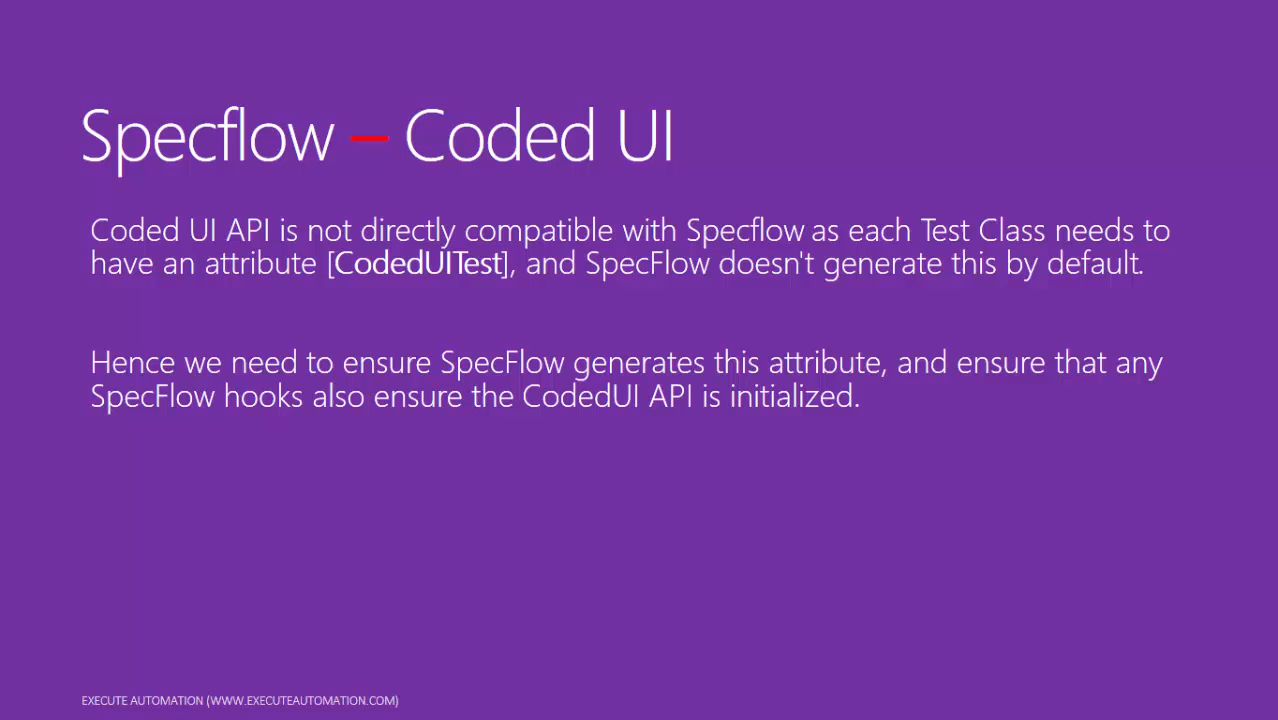 Specflow – Coded UI
Coded UI API is not directly compatible with Specflow as each Test Class needs to
have an attribute [CodedUITest], and SpecFlow doesn't generate this by default.
Hence we need to ensure SpecFlow generates this attribute, and ensure that any
SpecFlow hooks also ensure the CodedUI API is initialized.
EXECUTE AUTOMATION (WWW.EXECUTEAUTOMATION.COM)